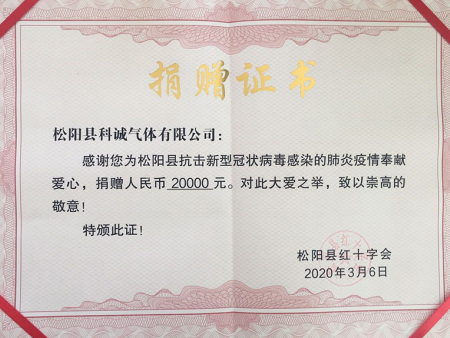 捐赠证书
松阳县科诚气体有限公司：
感谢您为松阳县抗击新型冠状病毒感染的肺炎疫情奉献
爱心，捐赠人民币 20000 元。对此大爱之举，致以崇高的
敬意！
特颁此证！
松阳县红十字会
2020年3月6日